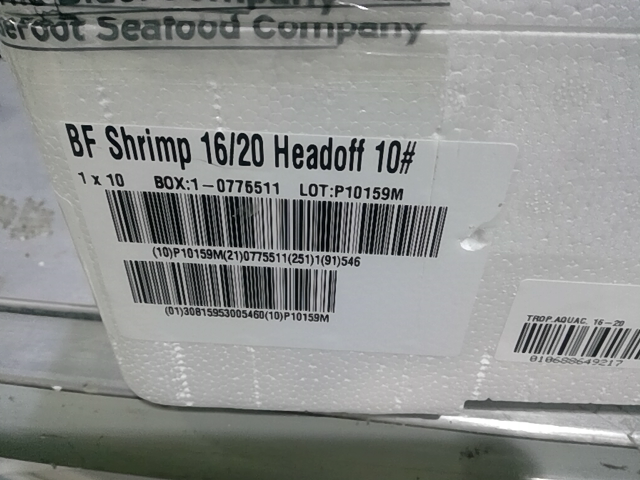 Seafood Company
BF Shrimp 16/20 Headoff 10#
1 x 10 BOX:1-0776511 LOT:P10159M
(10)P10159M(21)0775511(251)1(91)546
(01)30815953005460(10)P10159M
TROP.AQUAC. 16-20
010688649217